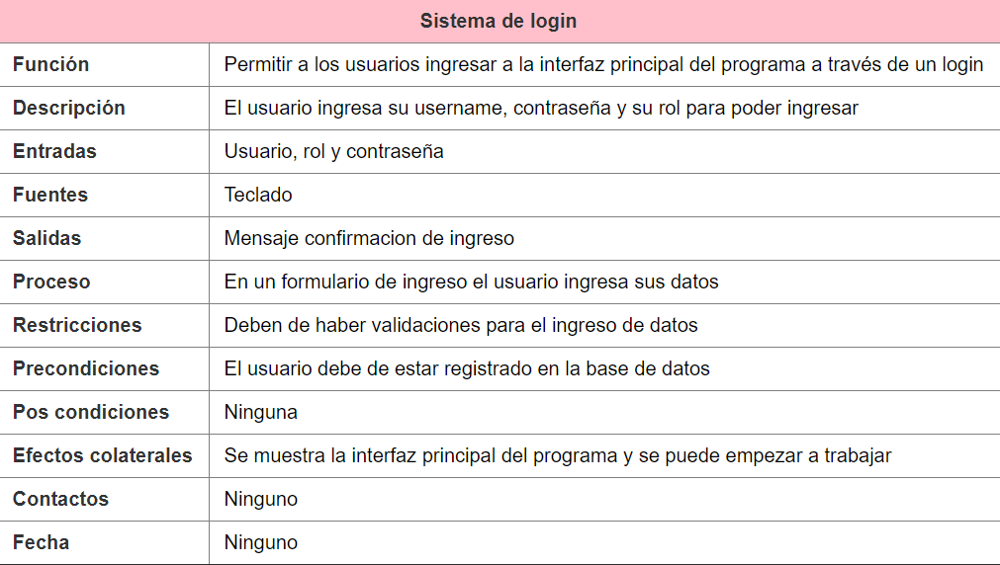 Sistema de login
Función Permitir a los usuarios ingresar a la interfaz principal del programa a través de un login
Descripción El usuario ingresa su username, contraseña y su rol para poder ingresar
Entradas Usuario, rol y contraseña
Fuentes Teclado
Salidas Mensaje confirmacion de ingreso
Proceso En un formulario de ingreso el usuario ingresa sus datos
Restricciones Deben de haber validaciones para el ingreso de datos
Precondiciones El usuario debe de estar registrado en la base de datos
Pos condiciones Ninguna
Efectos colaterales Se muestra la interfaz principal del programa y se puede empezar a trabajar
Contactos Ninguno
Fecha Ninguno